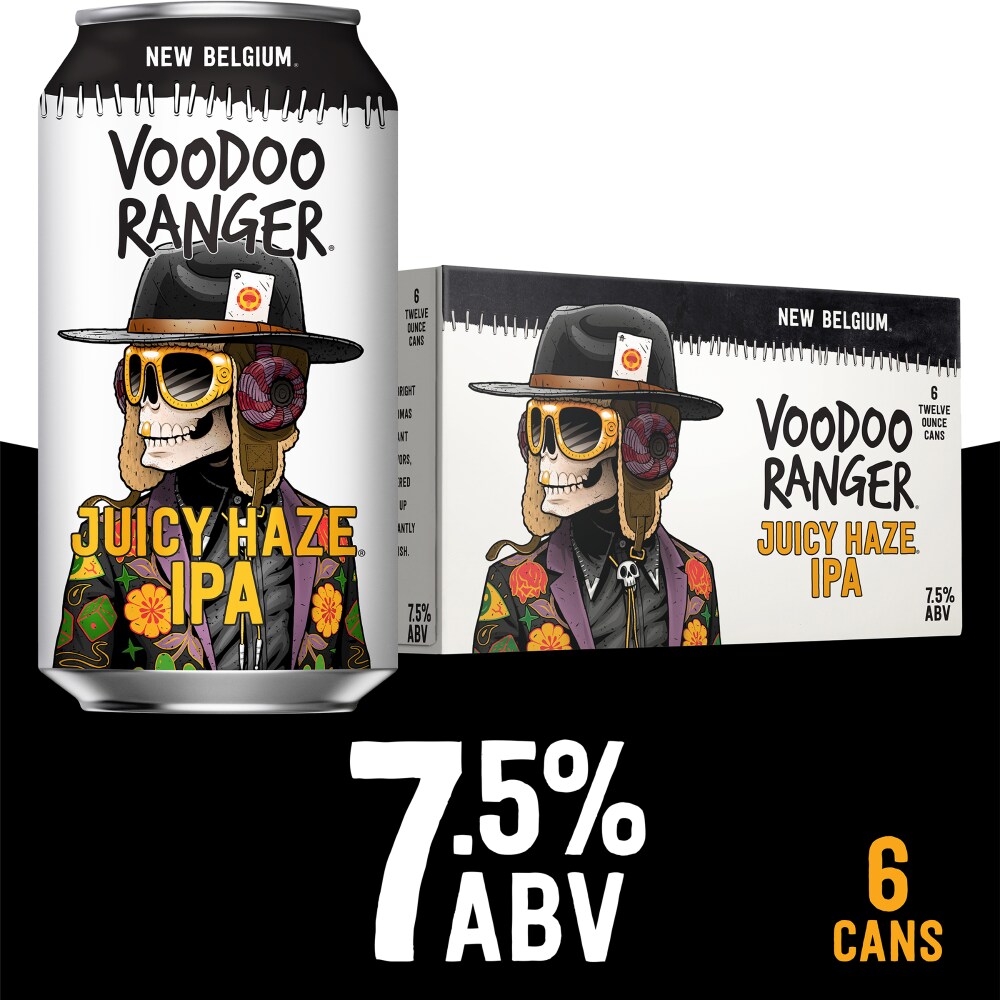 NEW BELGIUM®
VOODOO
RANGER®
JUICY HAZE®
IPA
6
TWELVE
OUNCE
CANS
7.5%
ABV
NEW BELGIUM®
6
TWELVE
OUNCE
CANS
VOODOO
RANGER®
JUICY HAZE®
IPA
7.5%
ABV
7.5%
ABV
6
CANS